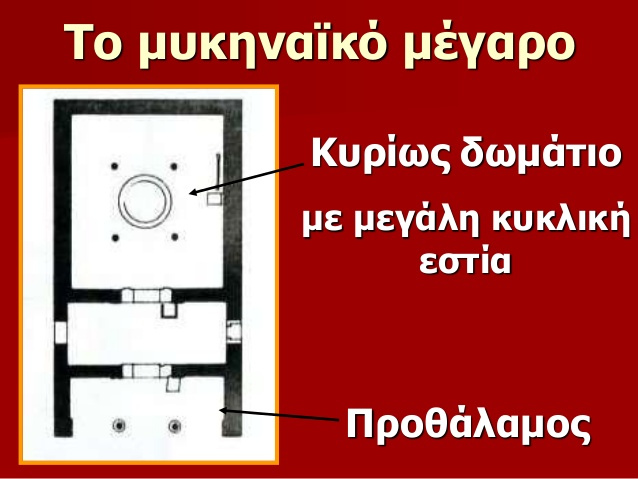 Το μυκηναϊκό μέγαρο
Κυρίως δωμάτιο
με μεγάλη κυκλική
εστία
Προθάλαμος